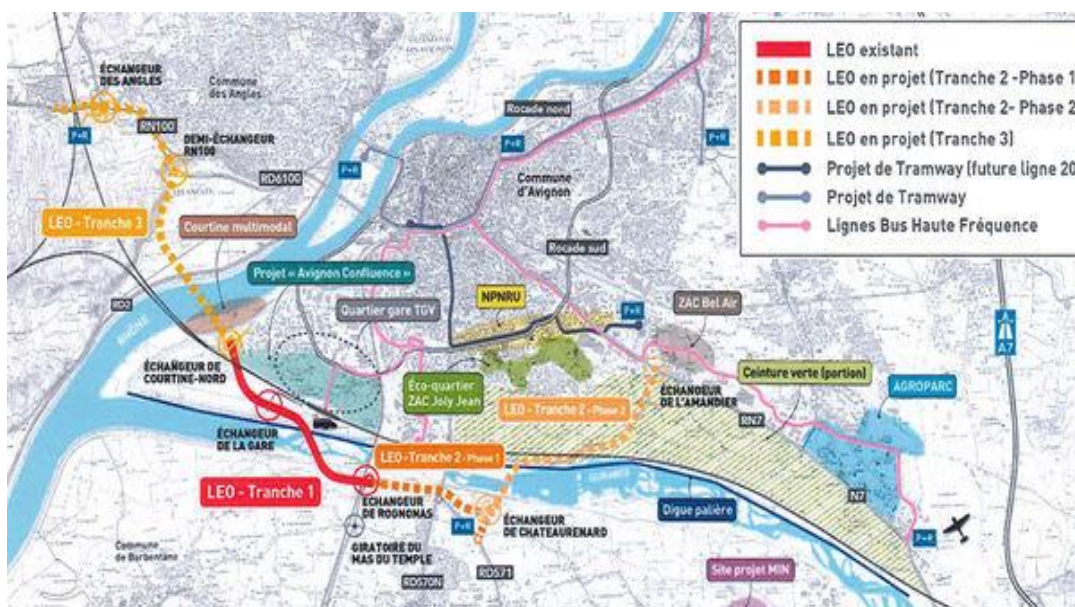 ÉCHANGEUR
DES ANGLES
Commune
des Angles
P+R
RN100
DEMI-ÉCHANGEUR
RN100
RD6100
P+R
LEO - Tranche 3
Courtine multimodal
Projet « Avignon Confluence »
Quartier gare TGV
RD2
RHÔNE
ÉCHANGEUR DE
COURTINE-NORD
ÉCHANGEUR
DE LA GARE
LEO - Tranche 1
Rocade nord
P+R
P+R
Commune
d'Avignon
Rocade sud
NPNRU
P+R
ZAC Bel Air
Éco-quartier
ZAC Joly Jean
LEO - Tranche 2 - Phase 2
ÉCHANGEUR
DE L'AMANDIER
Ceinture verte (portion)
RN7
AGROPARC
N7
P+R
LEO - Tranche 2 - Phase 1
ÉCHANGEUR
DE ROGNONAS
P+R
ÉCHANGEUR
DE CHATEAURENARD
Digue palière
GIRATOIRE DU
MAS DU TEMPLE
RD570N
RD571
Commune
de Barbentane
Site projet MIN
A7
LEO existant
LEO en projet (Tranche 2 -Phase 1
LEO en projet (Tranche 2- Phase 2
LEO en projet (Tranche 3)
Projet de Tramway (future ligne 20
Projet de Tramway
Lignes Bus Haute Fréquence